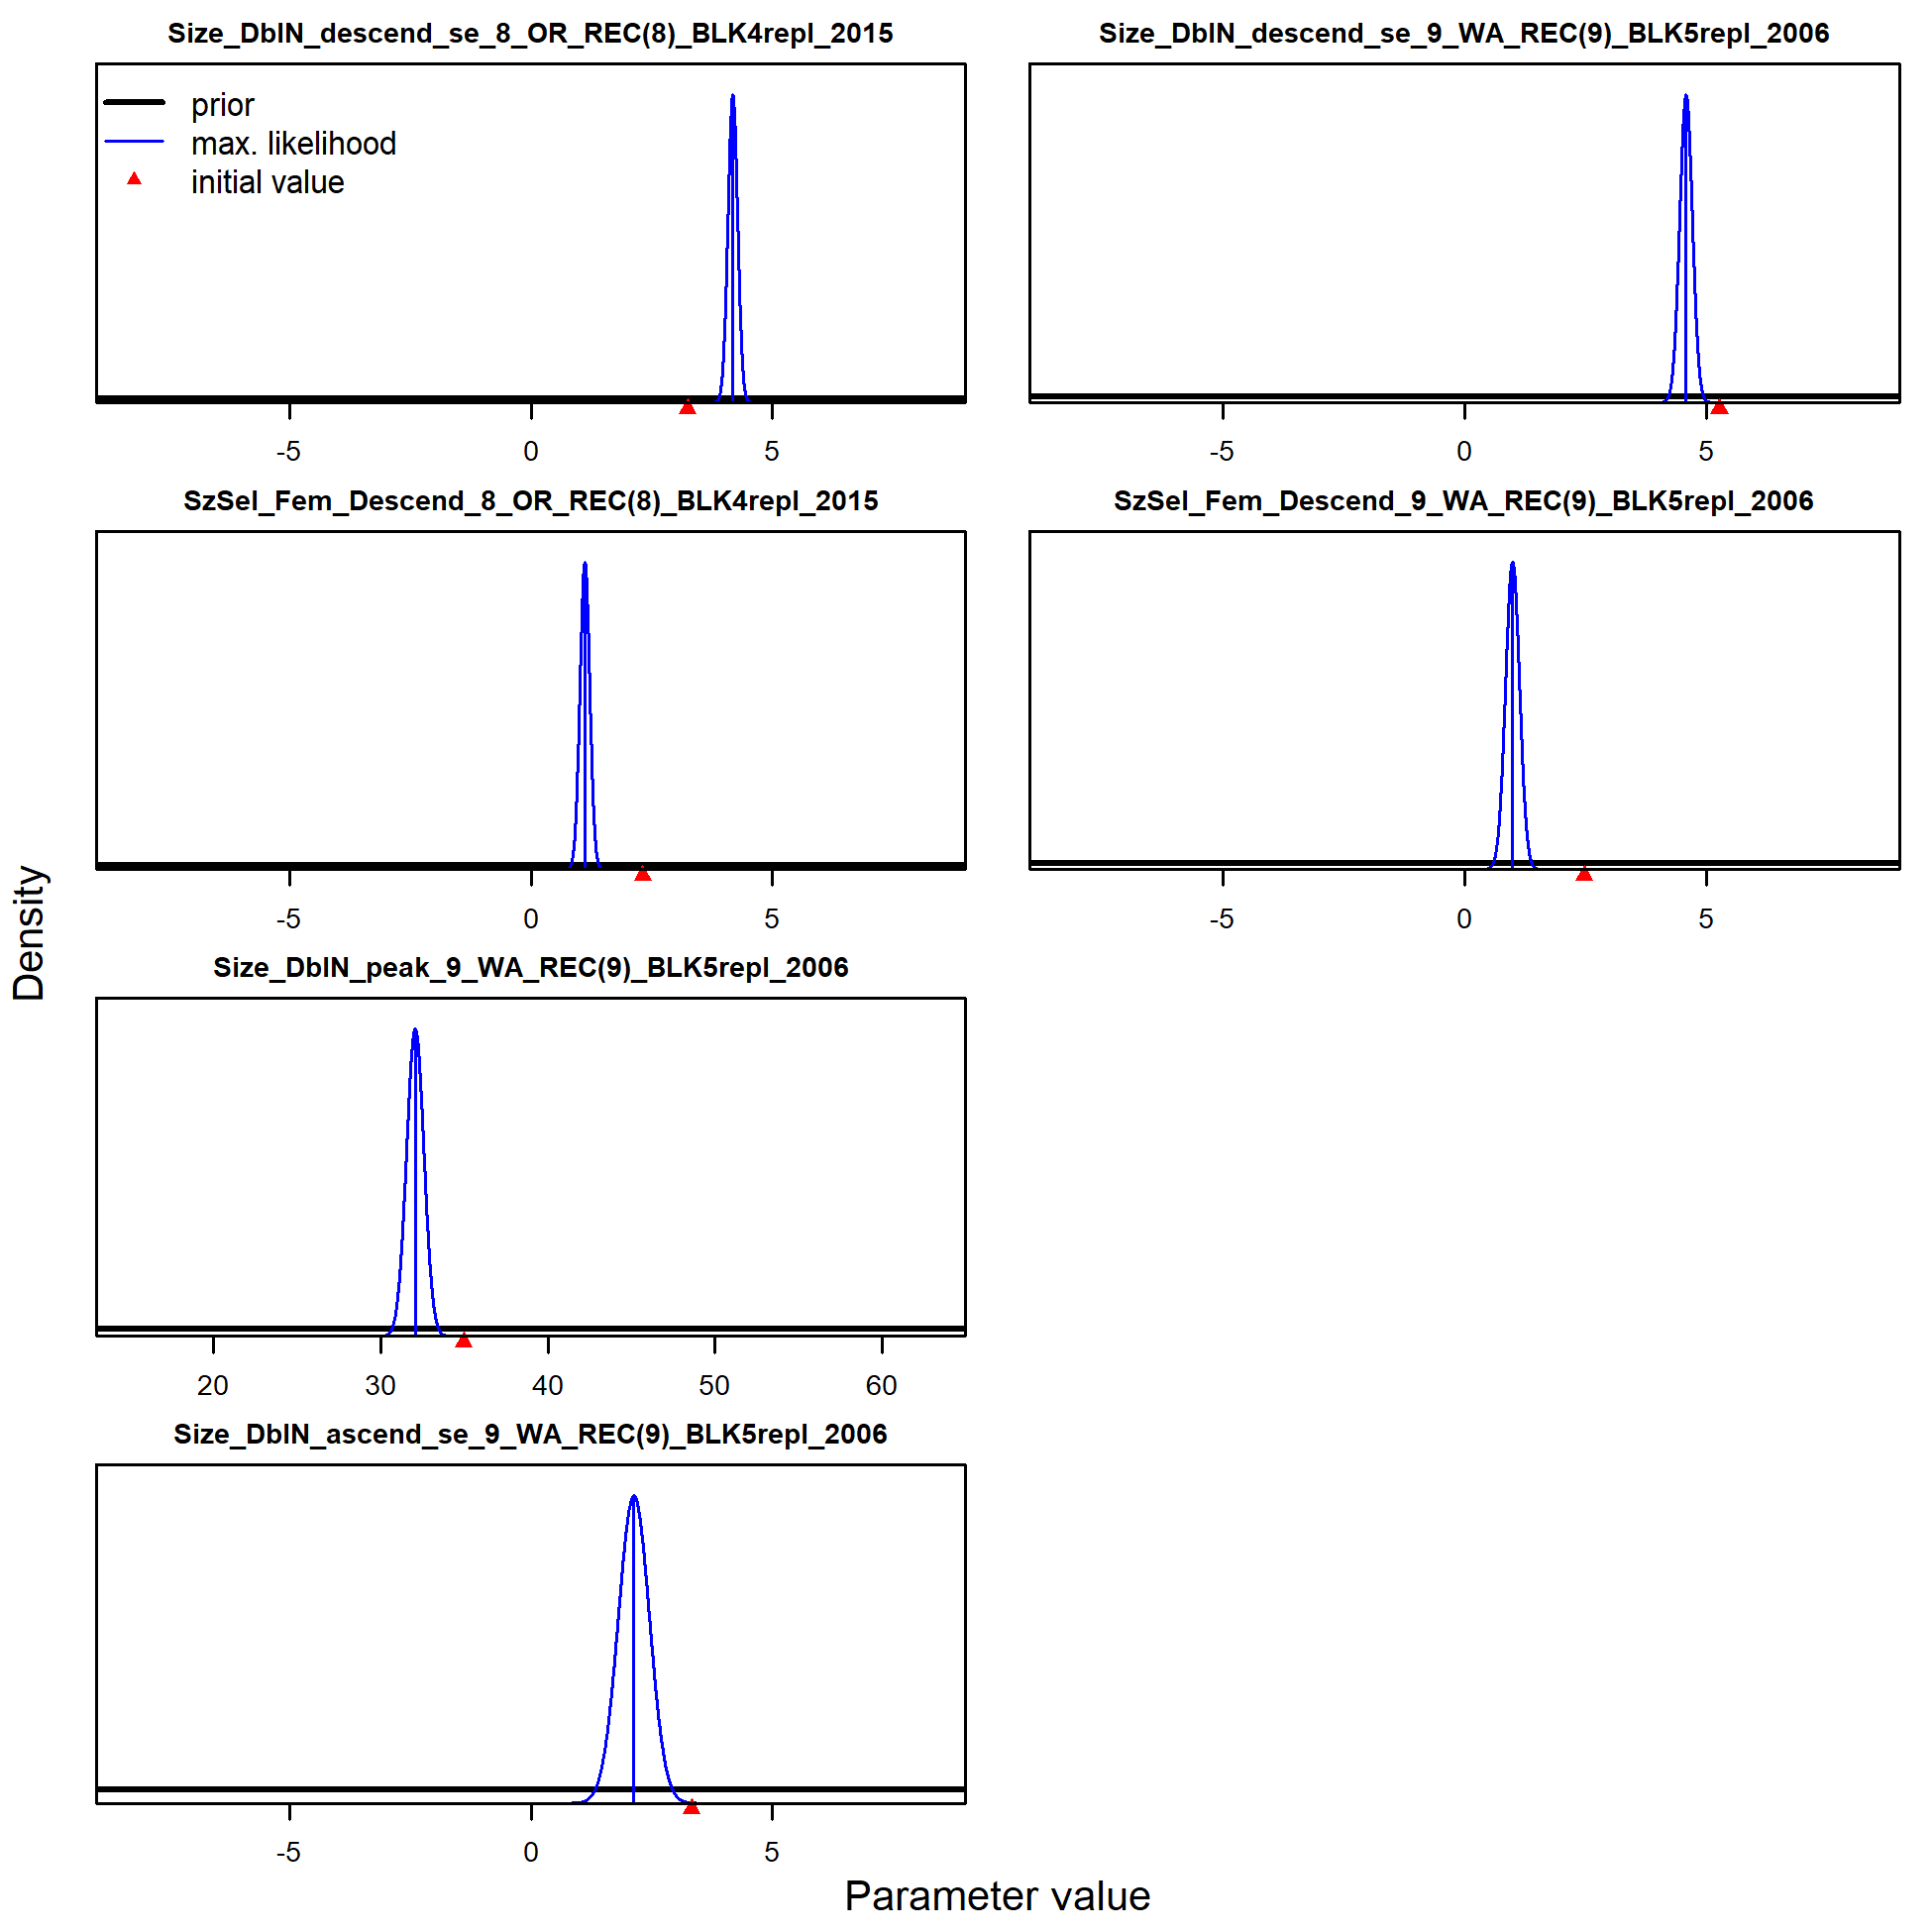 Size_DblN_descend_se_8_OR_REC(8)_BLK4repl_2015
prior
max. likelihood
initial value
-5 0 5
Size_DblN_descend_se_9_WA_REC(9)_BLK5repl_2006
-5 0 5
SzSel_Fem_Descend_8_OR_REC(8)_BLK4repl_2015
-5 0 5
SzSel_Fem_Descend_9_WA_REC(9)_BLK5repl_2006
-5 0 5
Size_DblN_peak_9_WA_REC(9)_BLK5repl_2006
20 30 40 50 60
Size_DblN_ascend_se_9_WA_REC(9)_BLK5repl_2006
-5 0 5
Density
Parameter value